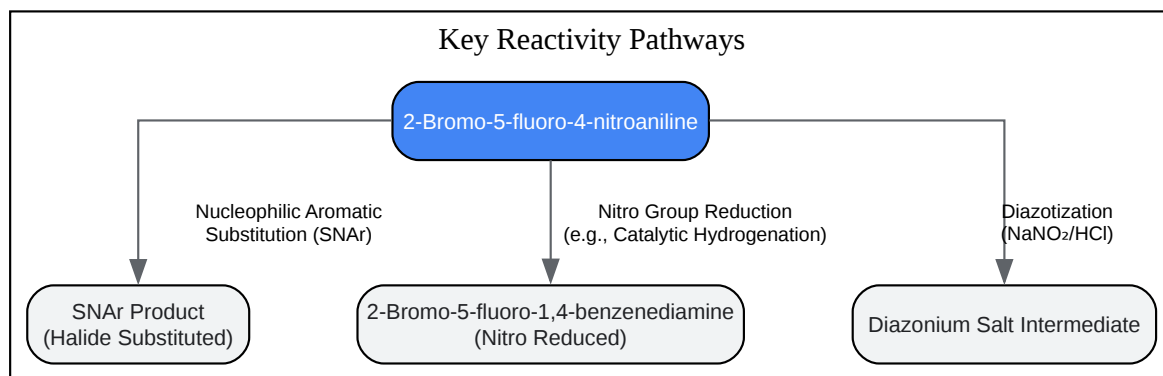 Key Reactivity Pathways
2-Bromo-5-fluoro-4-nitroaniline
Nucleophilic Aromatic
Substitution (SNAr)
Nitro Group Reduction
(e.g., Catalytic Hydrogenation)
Diazotization
(NaNO₂/HCl)
SNAr Product
(Halide Substituted)
2-Bromo-5-fluoro-1,4-benzenediamine
(Nitro Reduced)
Diazonium Salt Intermediate